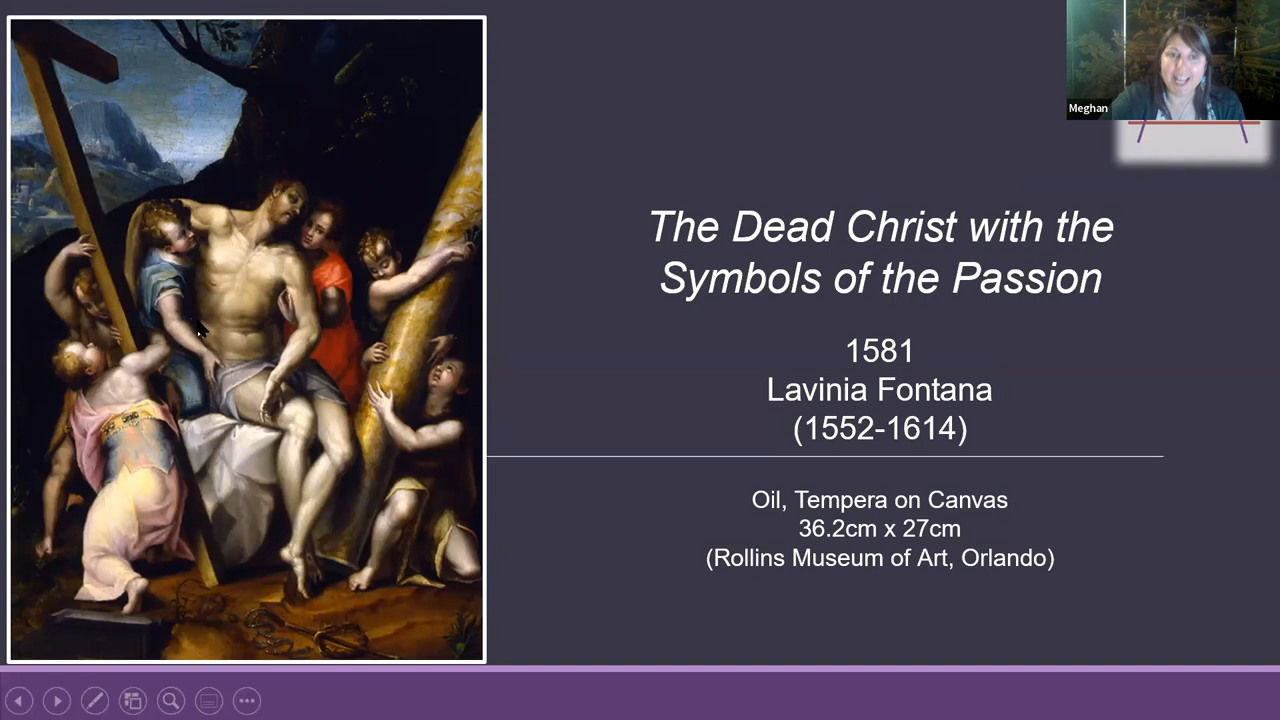 Meghan
The Dead Christ with the
Symbols of the Passion
1581
Lavinia Fontana
(1552-1614)
Oil, Tempera on Canvas
36.2cm x 27cm
(Rollins Museum of Art, Orlando)